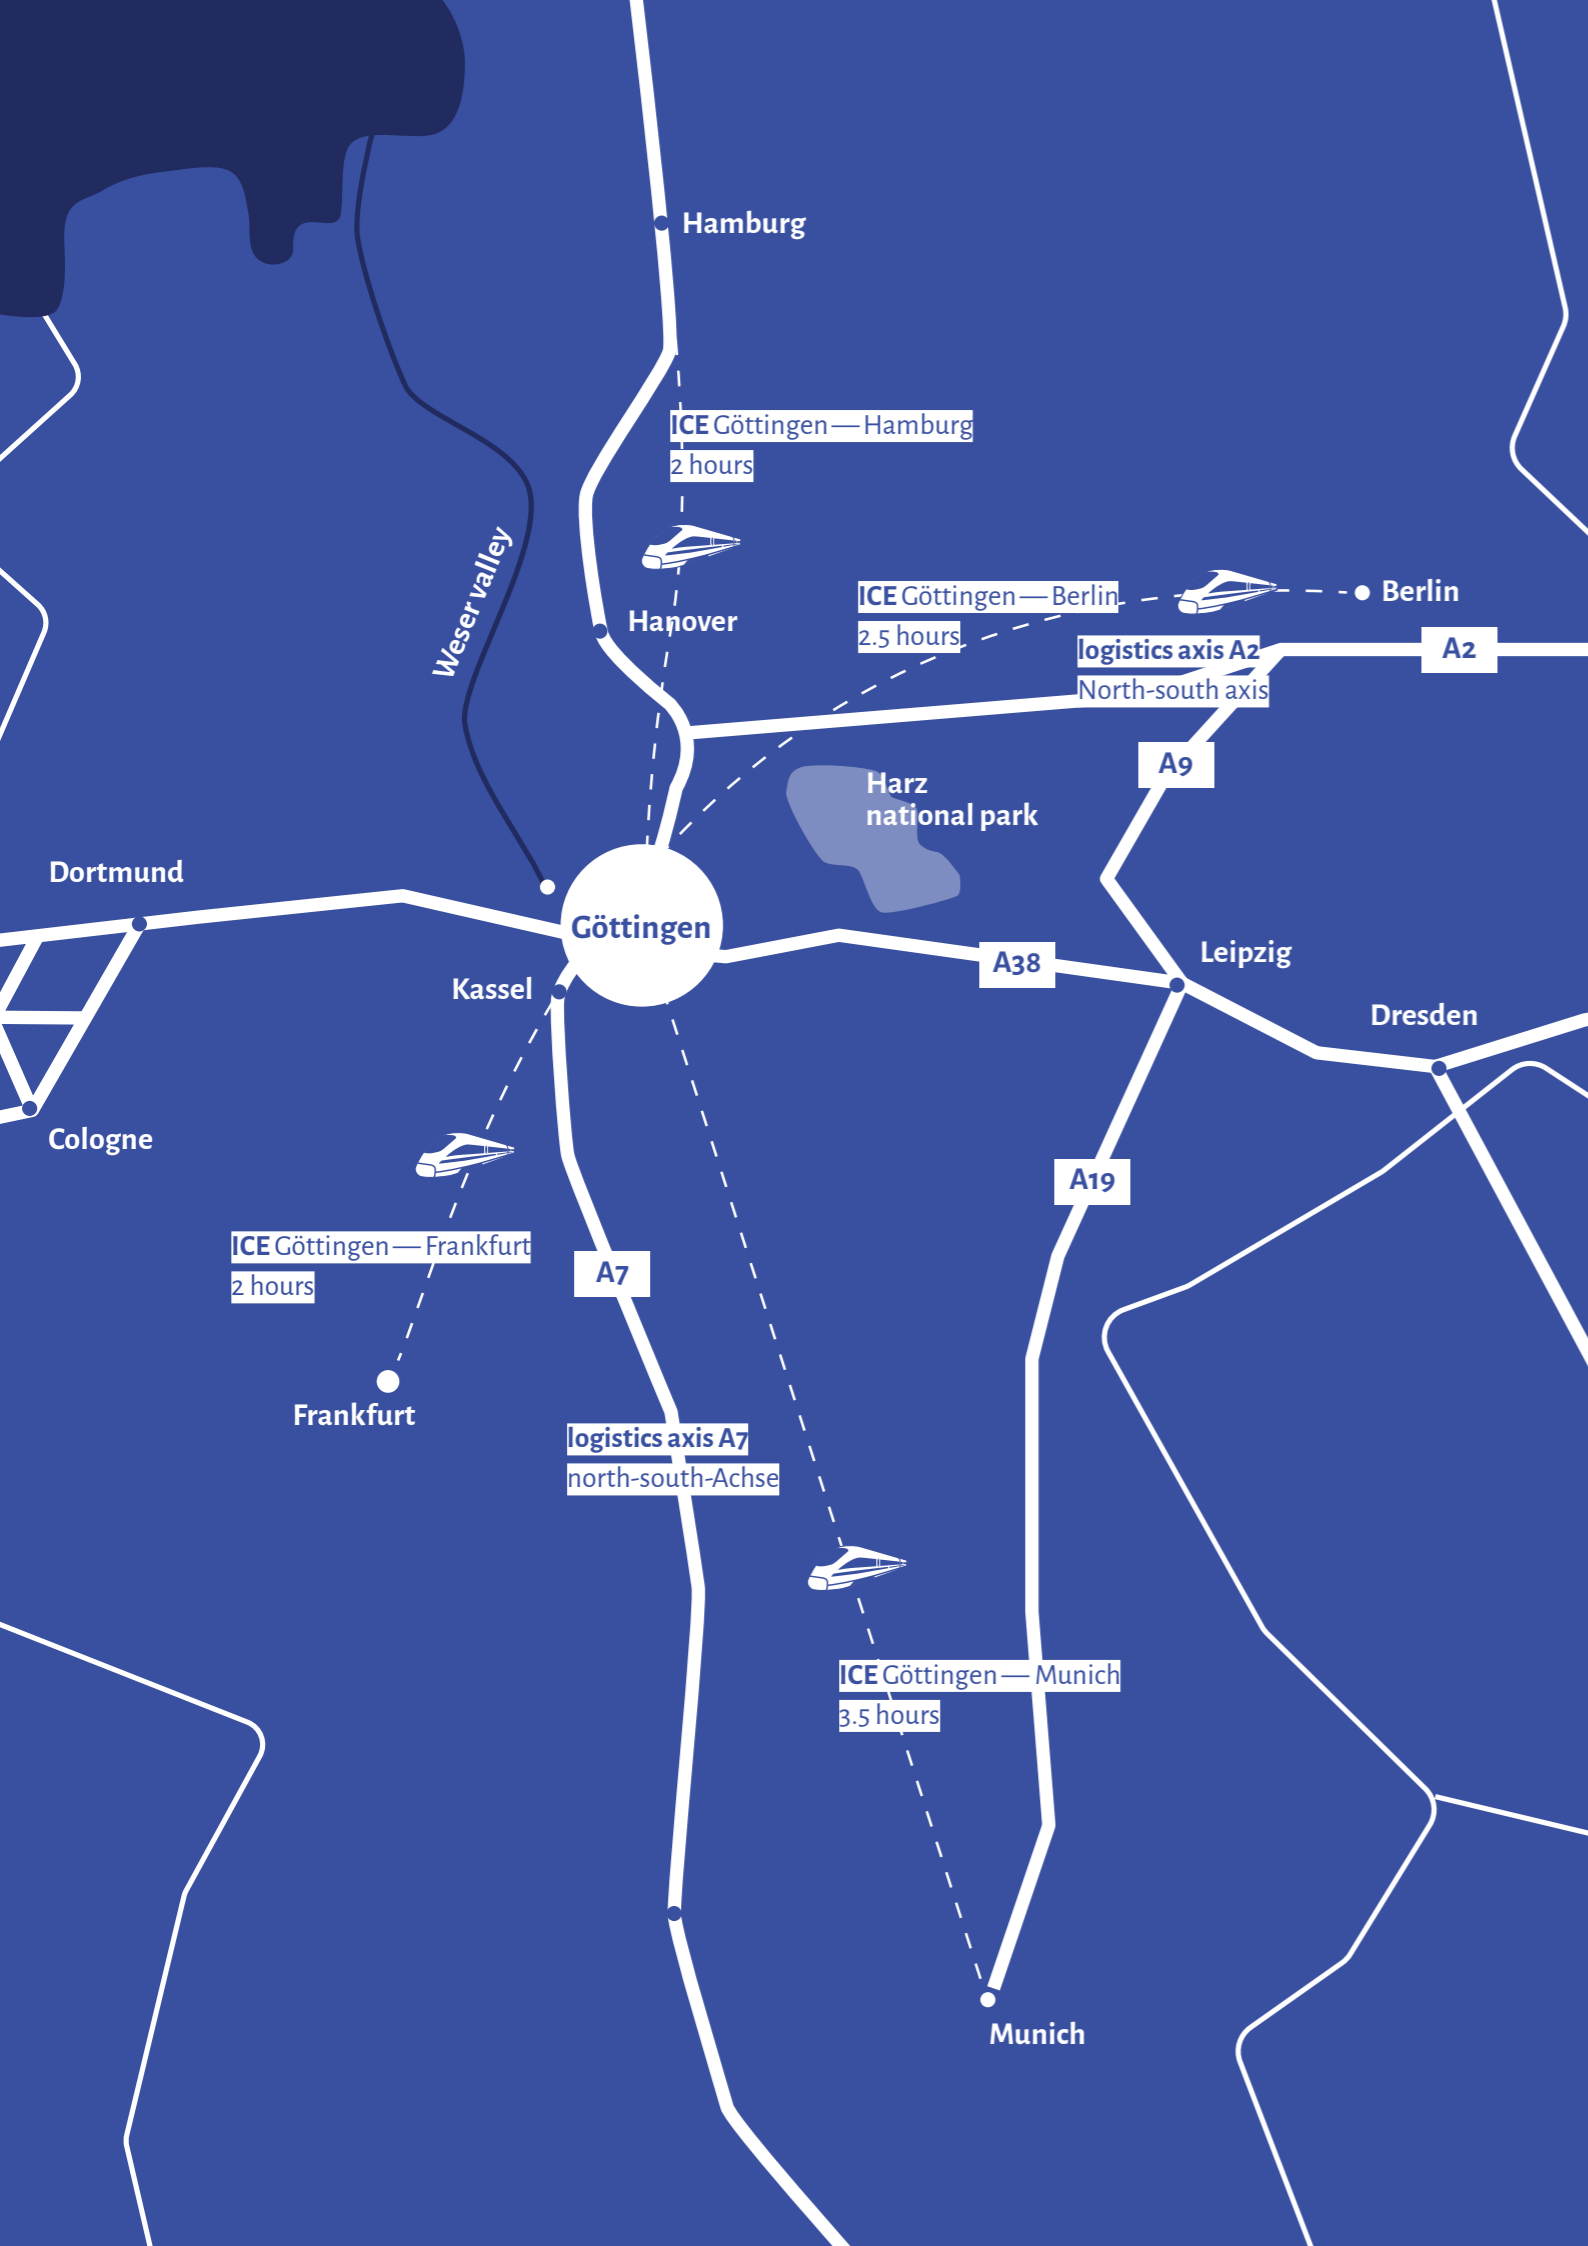 Hamburg
ICE Göttingen — Hamburg
2 hours
Weser valley
Hanover
ICE Göttingen — Berlin
2.5 hours
Berlin
logistics axis A2
North-south axis
A2
A9
Harz
national park
Dortmund
Göttingen
Leipzig
A38
Kassel
Dresden
Cologne
A19
ICE Göttingen — Frankfurt
2 hours
A7
Frankfurt
logistics axis A7
north-south-Achse
ICE Göttingen — Munich
3.5 hours
Munich